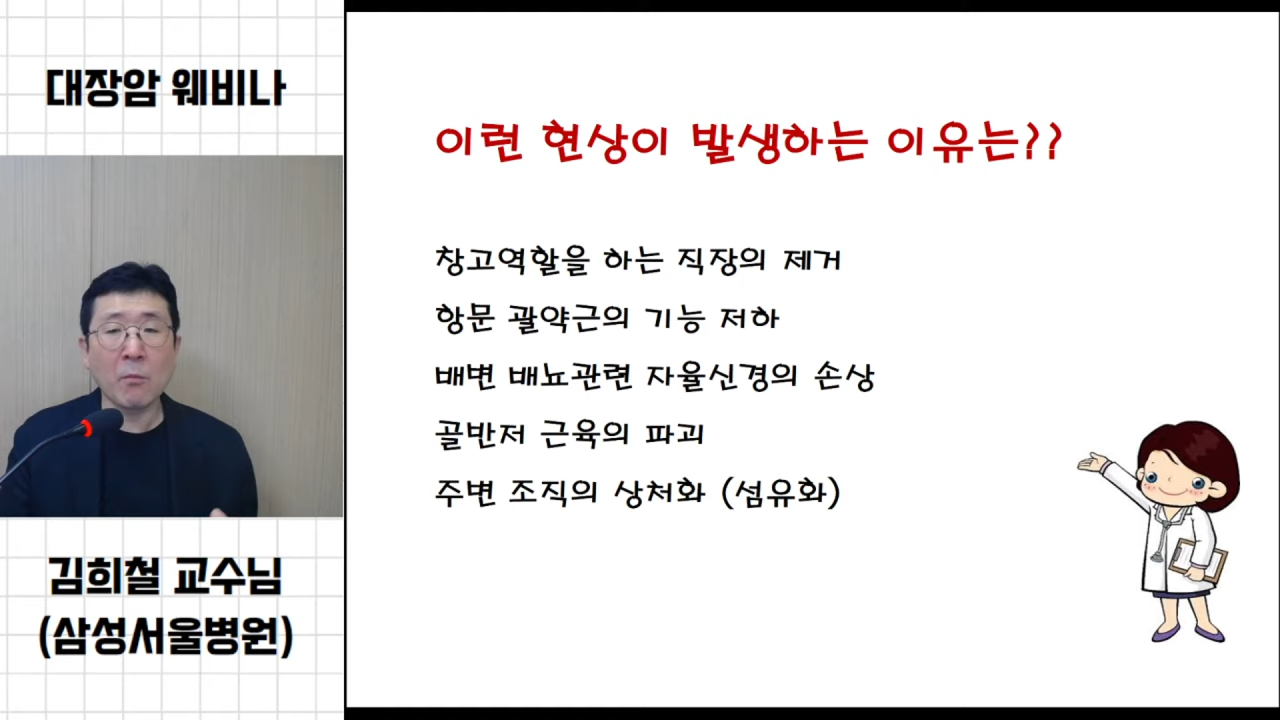 대장암 웨비나
김희철 교수님
(삼성서울병원)
이런 현상이 발생하는 이유는??
창고역할을 하는 직장의 제거
항문 괄약근의 기능 저하
배변 배뇨관련 자율신경의 손상
골반저 근육의 파괴
주변 조직의 상처화 (섬유화)